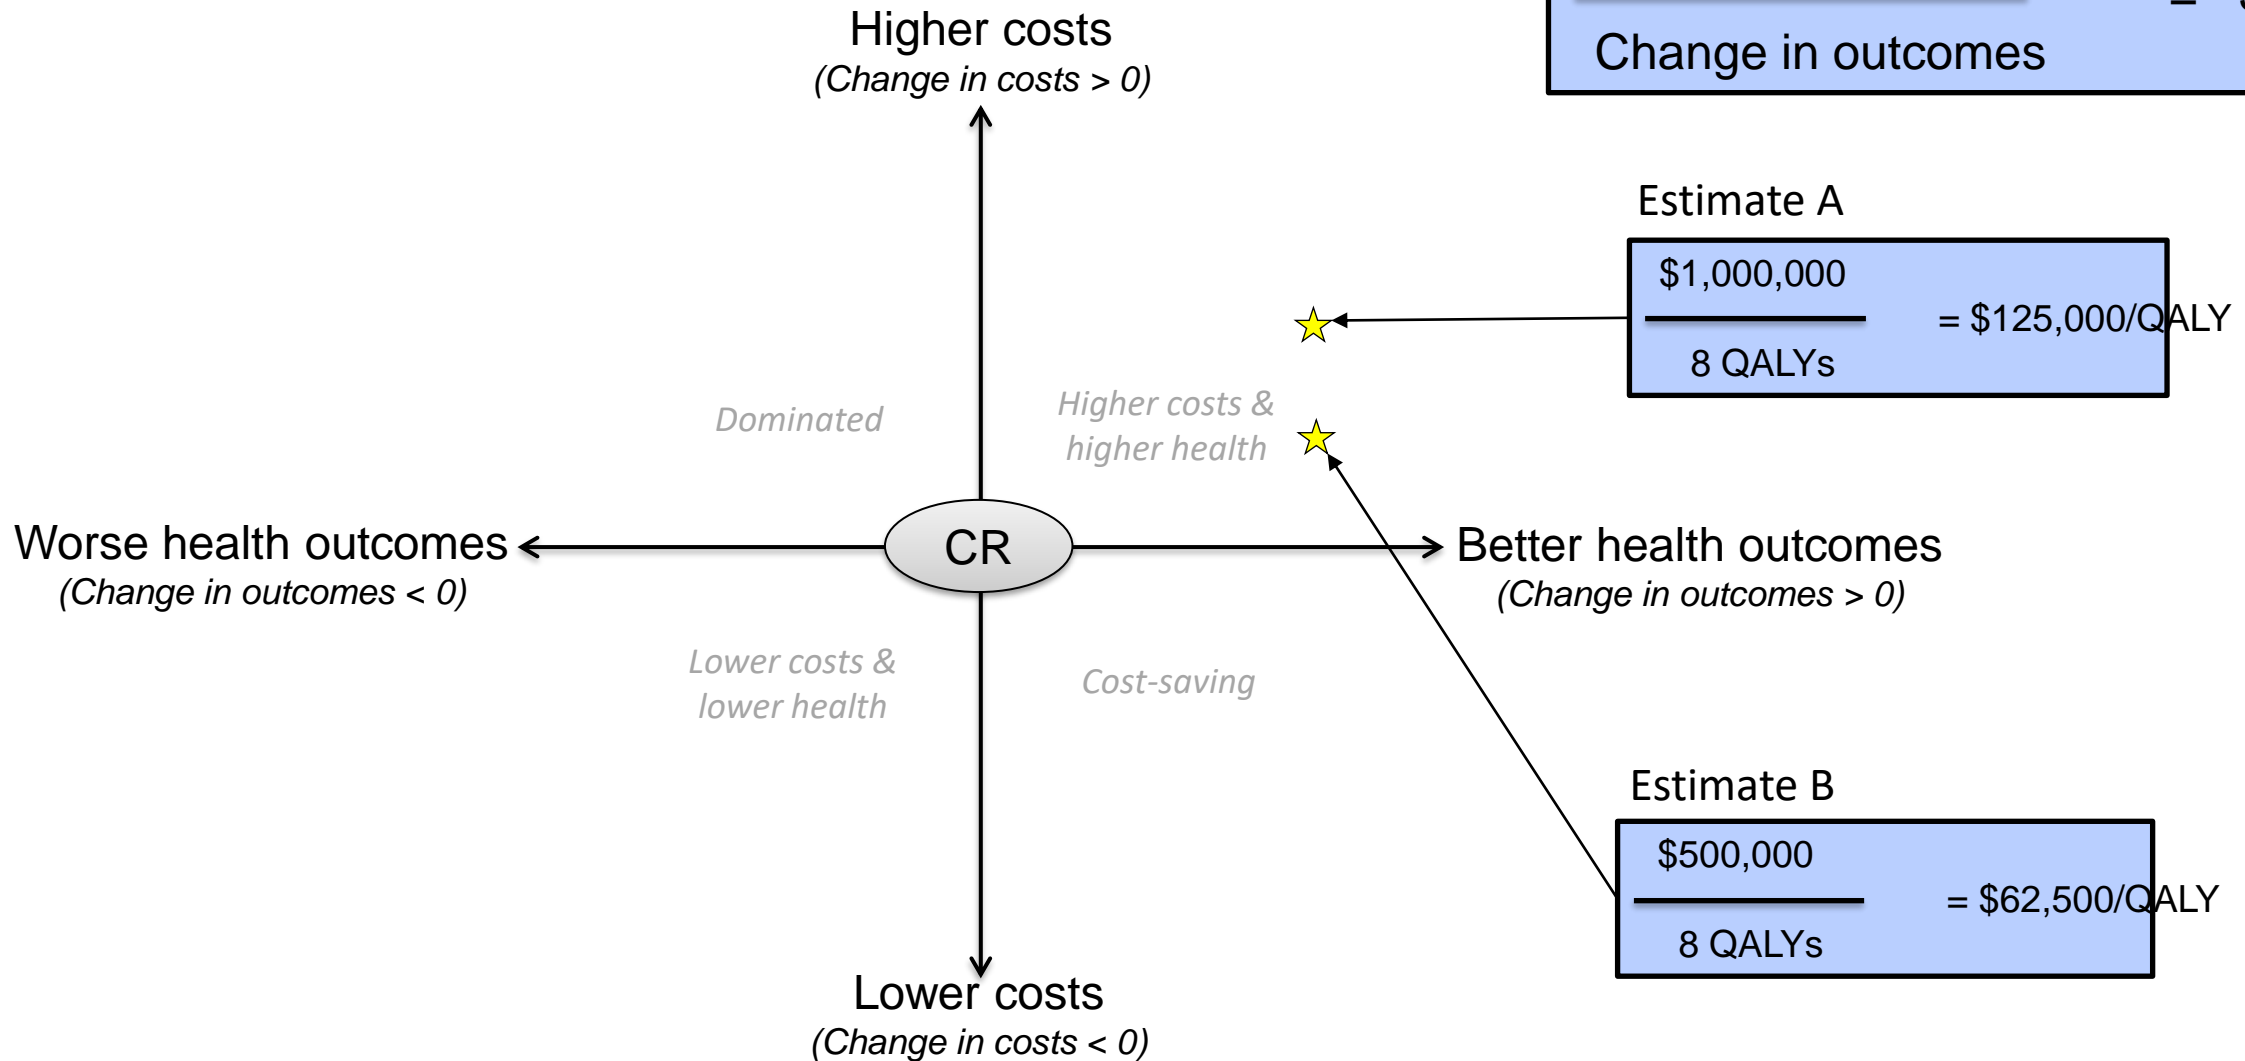 Higher costs
(Change in costs > 0)
=
Change in outcomes
Estimate A
$1,000,000
= $125,000/QALY
8 QALYs
Dominated
Higher costs &
higher health
CR
Worse health outcomes
(Change in outcomes < 0)
Better health outcomes
(Change in outcomes > 0)
Lower costs &
lower health
Cost-saving
Estimate B
$500,000
= $62,500/QALY
8 QALYs
Lower costs
(Change in costs < 0)